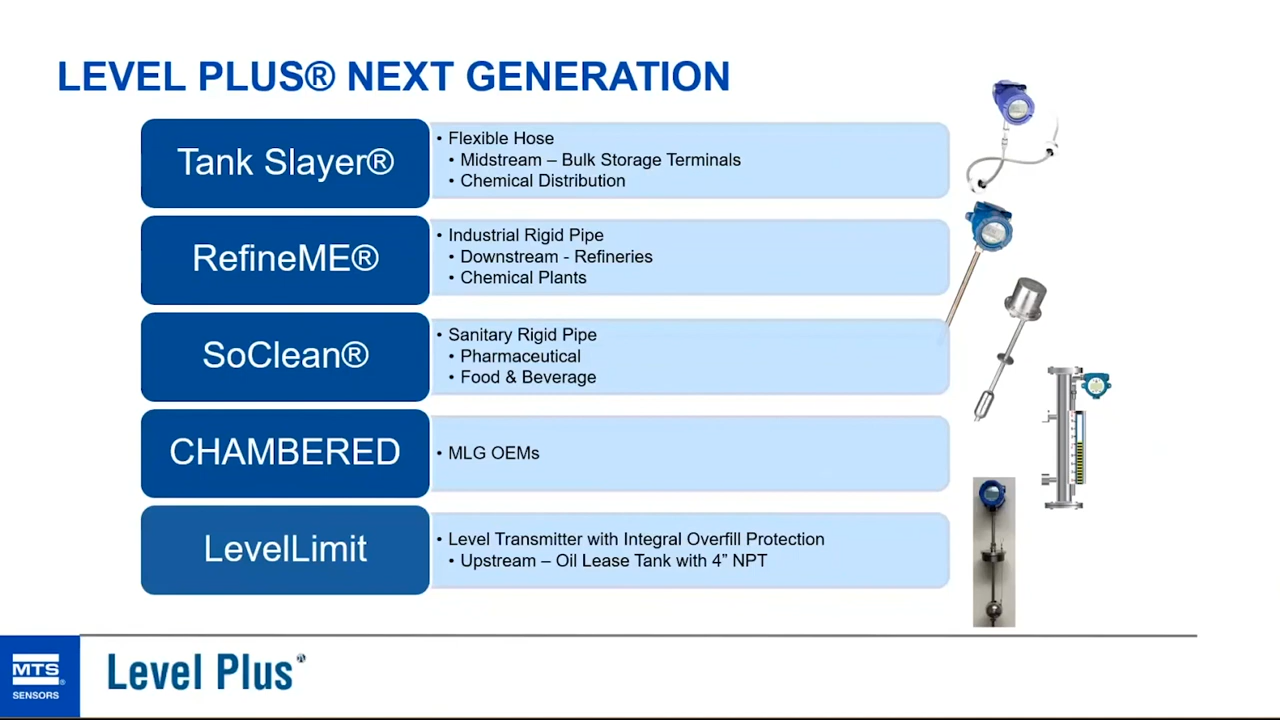 LEVEL PLUS® NEXT GENERATION
Tank Slayer®
• Flexible Hose
• Midstream – Bulk Storage Terminals
• Chemical Distribution
RefineME®
• Industrial Rigid Pipe
• Downstream - Refineries
• Chemical Plants
SoClean®
• Sanitary Rigid Pipe
• Pharmaceutical
• Food & Beverage
CHAMBERED
• MLG OEMs
LevelLimit
• Level Transmitter with Integral Overfill Protection
• Upstream – Oil Lease Tank with 4” NPT
MTS®
SENSORS
Level Plus®